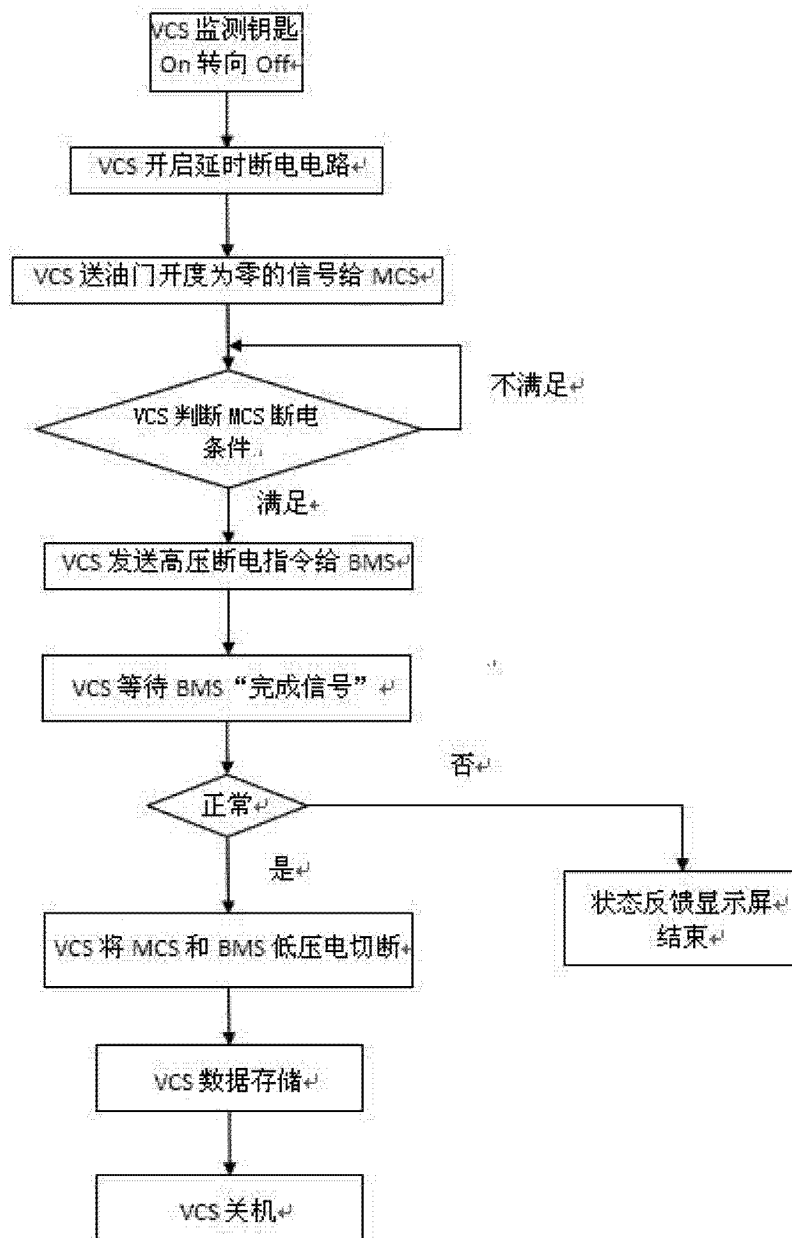 VCS 监测钥匙
On 转向 Off
VCS 开启延时断电电路
VCS 送油门开度为零的信号给 MCS
不满足
VCS 判断 MCS 断电
条件
满足
VCS 发送高压断电指令给 BMS
VCS 等待 BMS “完成信号”
否
正常
是
状态反馈显示屏
结束
VCS 将 MCS 和 BMS 低压电切断
VCS 数据存储
VCS 关机